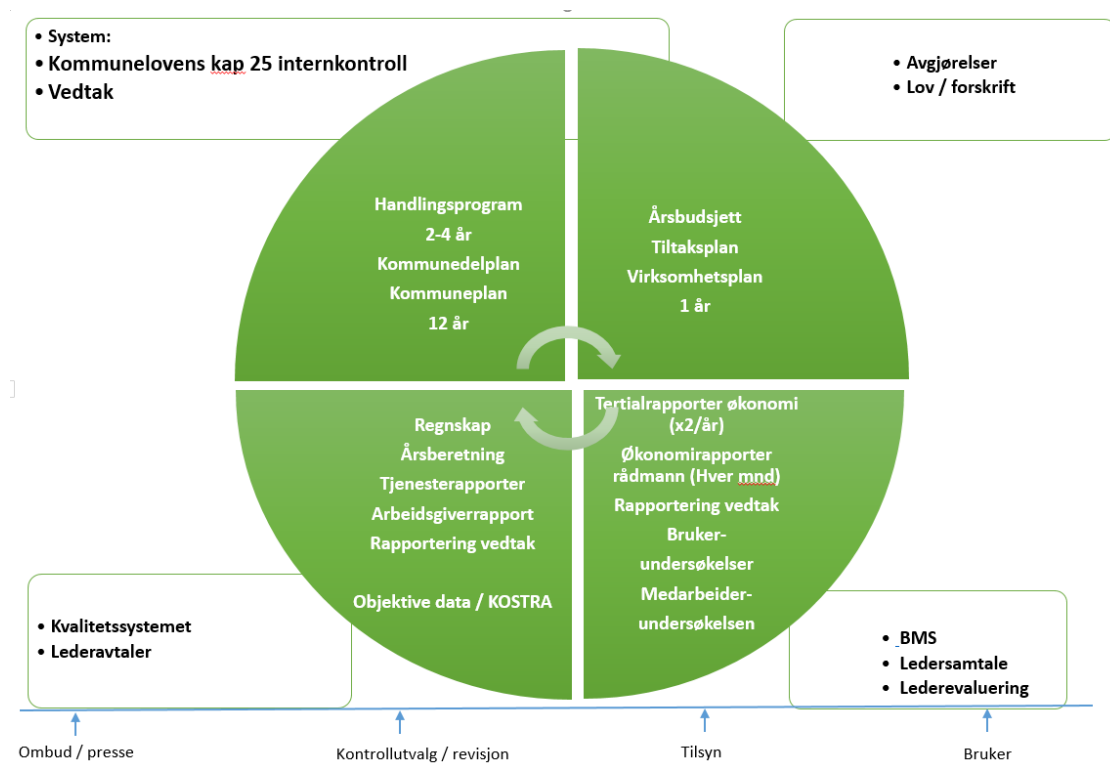 • System:
• Kommunelovens kap 25 internkontroll
• Vedtak
• Avgjørelser
• Lov / forskrift
Handlingsprogram
2-4 år
Kommunedelplan
Kommuneplan
12 år
Årsbudsjett
Tiltaksplan
Virksomhetsplan
1 år
Regnskap
Årsberetning
Tjenesterapporter
Arbeidsgiverrapport
Rapportering vedtak
Objektive data / KOSTRA
Tertialrapporter økonomi
(x2/år)
Økonomirapporter
rådmann (Hver mnd)
Rapportering vedtak
Bruker-
undersøkelser
Medarbeider-
undersøkelsen
• Kvalitetssystemet
• Lederavtaler
• BMS
• Ledersamtale
• Lederevaluering
Ombud / presse
Kontrollutvalg / revisjon
Tilsyn
Bruker